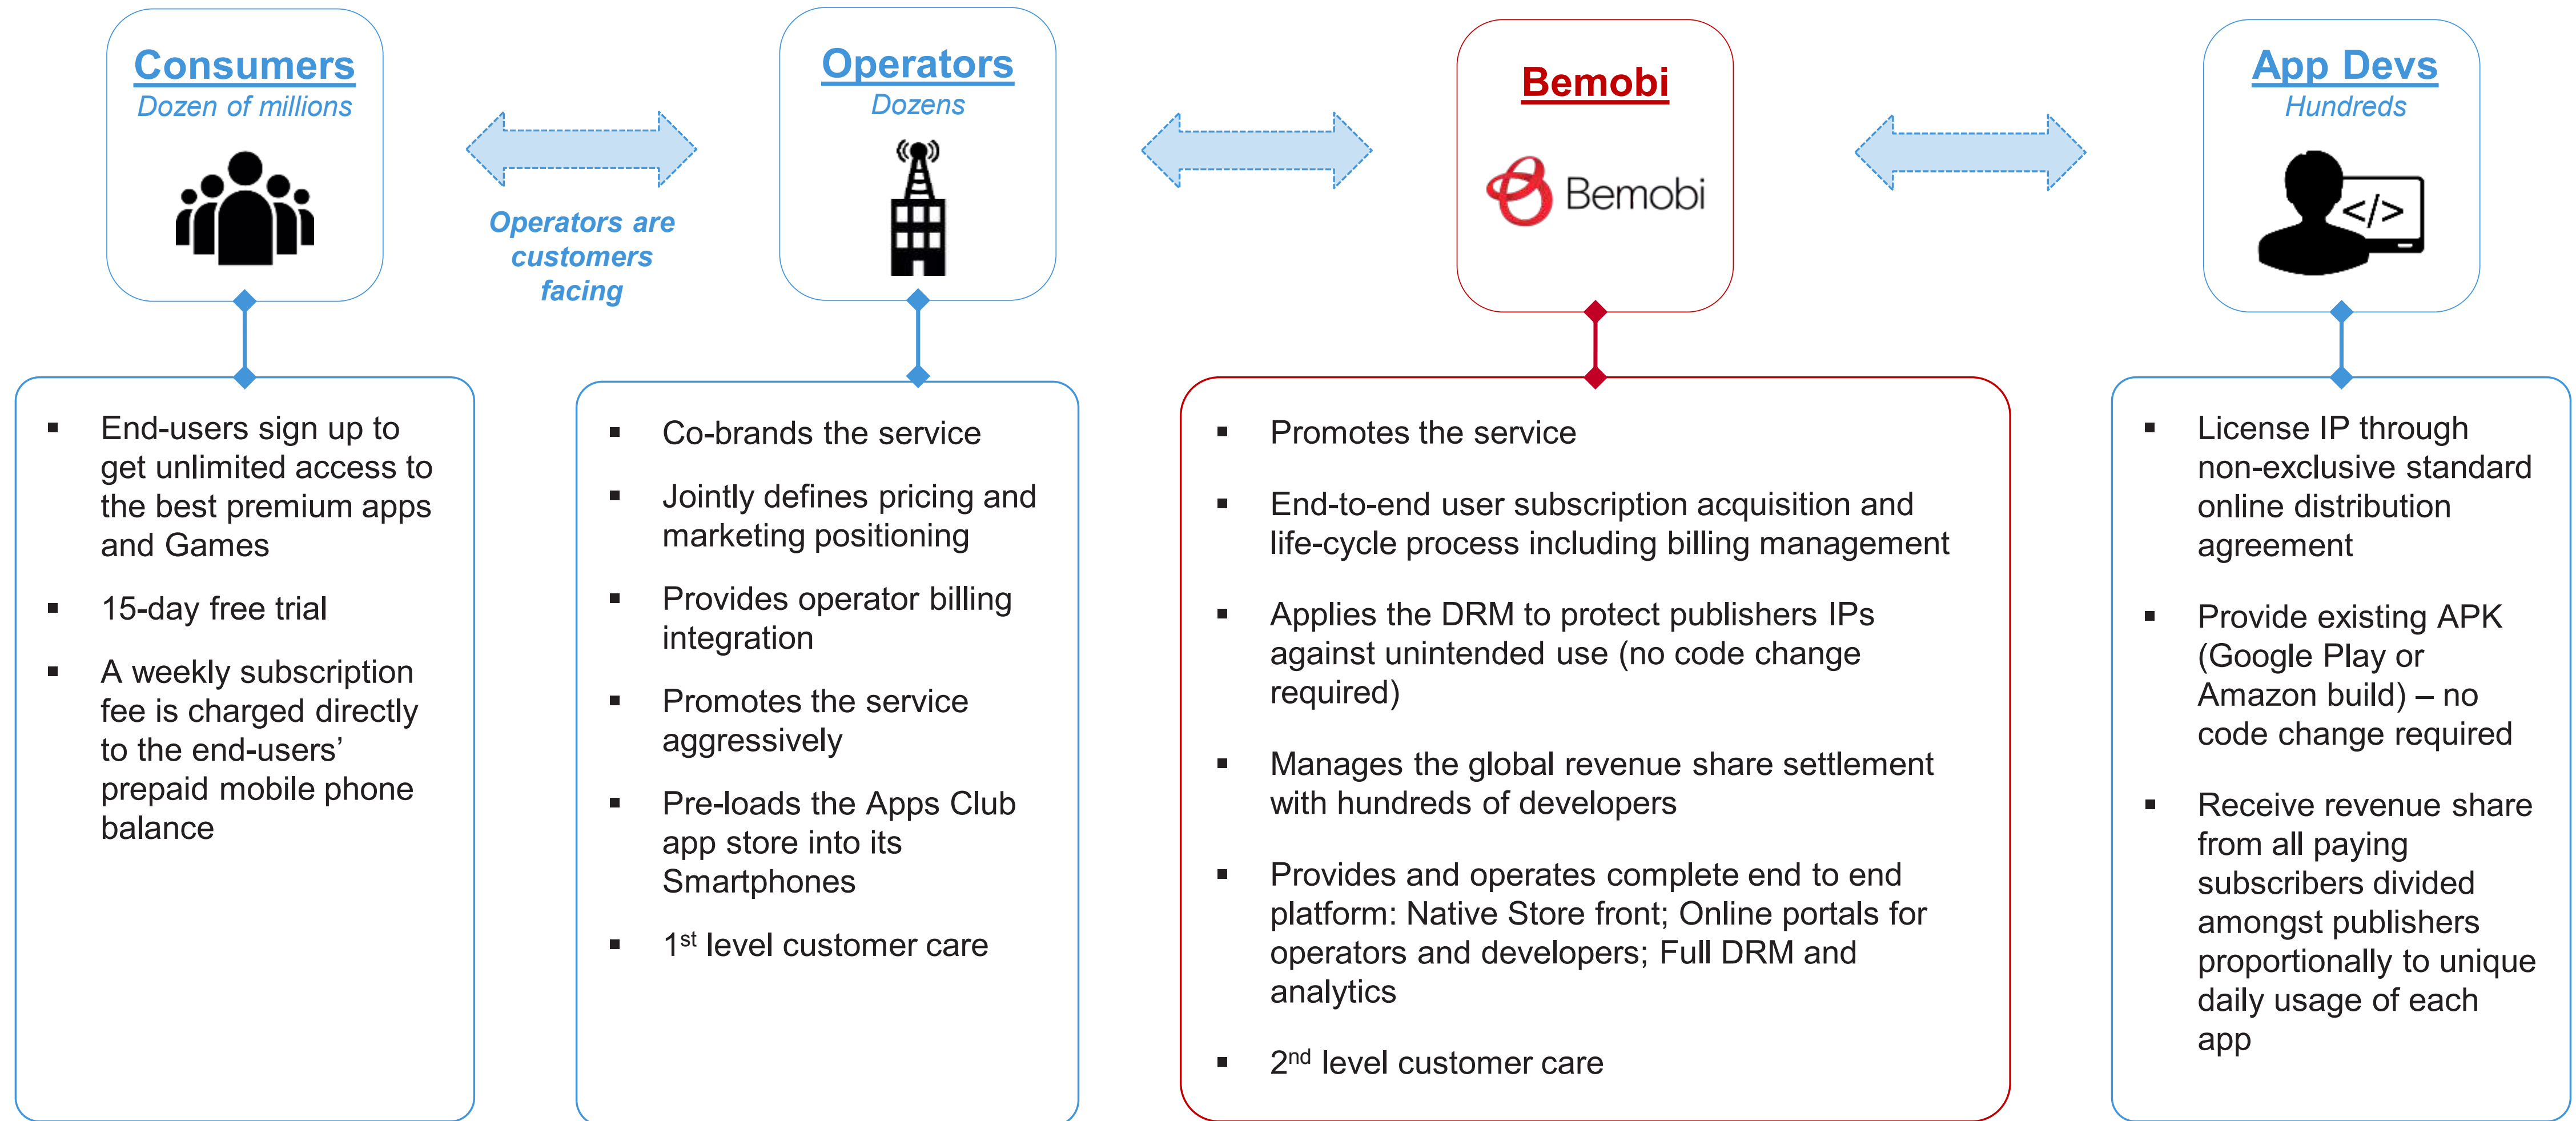 Consumers
Dozen of millions
Operators are
customers
facing
Operators
Dozens
Bemobi
Bemobi
App Devs
Hundreds
</>
▪ End-users sign up to
get unlimited access to
the best premium apps
and Games
▪ 15-day free trial
▪ A weekly subscription
fee is charged directly
to the end-users’
prepaid mobile phone
balance
▪ Co-brands the service
▪ Jointly defines pricing and
marketing positioning
▪ Provides operator billing
integration
▪ Promotes the service
aggressively
▪ Pre-loads the Apps Club
app store into its
Smartphones
▪ 1st level customer care
▪ Promotes the service
▪ End-to-end user subscription acquisition and
life-cycle process including billing management
▪ Applies the DRM to protect publishers IPs
against unintended use (no code change
required)
▪ Manages the global revenue share settlement
with hundreds of developers
▪ Provides and operates complete end to end
platform: Native Store front; Online portals for
operators and developers; Full DRM and
analytics
▪ 2nd level customer care
▪ License IP through
non-exclusive standard
online distribution
agreement
▪ Provide existing APK
(Google Play or
Amazon build) – no
code change required
▪ Receive revenue share
from all paying
subscribers divided
amongst publishers
proportionally to unique
daily usage of each
app